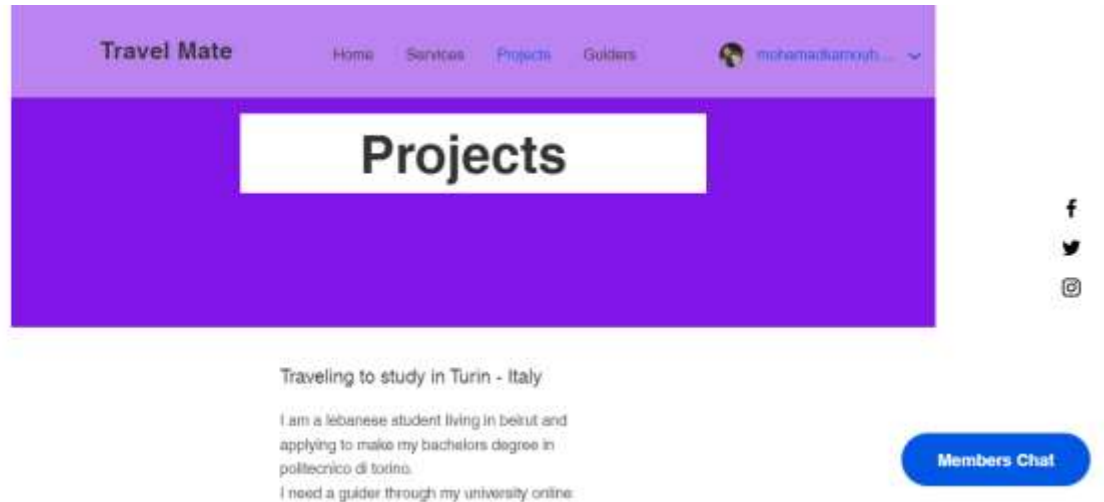 Travel Mate
Home Services Projects Guiders
Projects
Traveling to study in Turin - Italy
I am a lebanese student living in beirut and
applying to make my bachelors degree in
politecnico di torino.
I need a guider through my university online
Members Chat